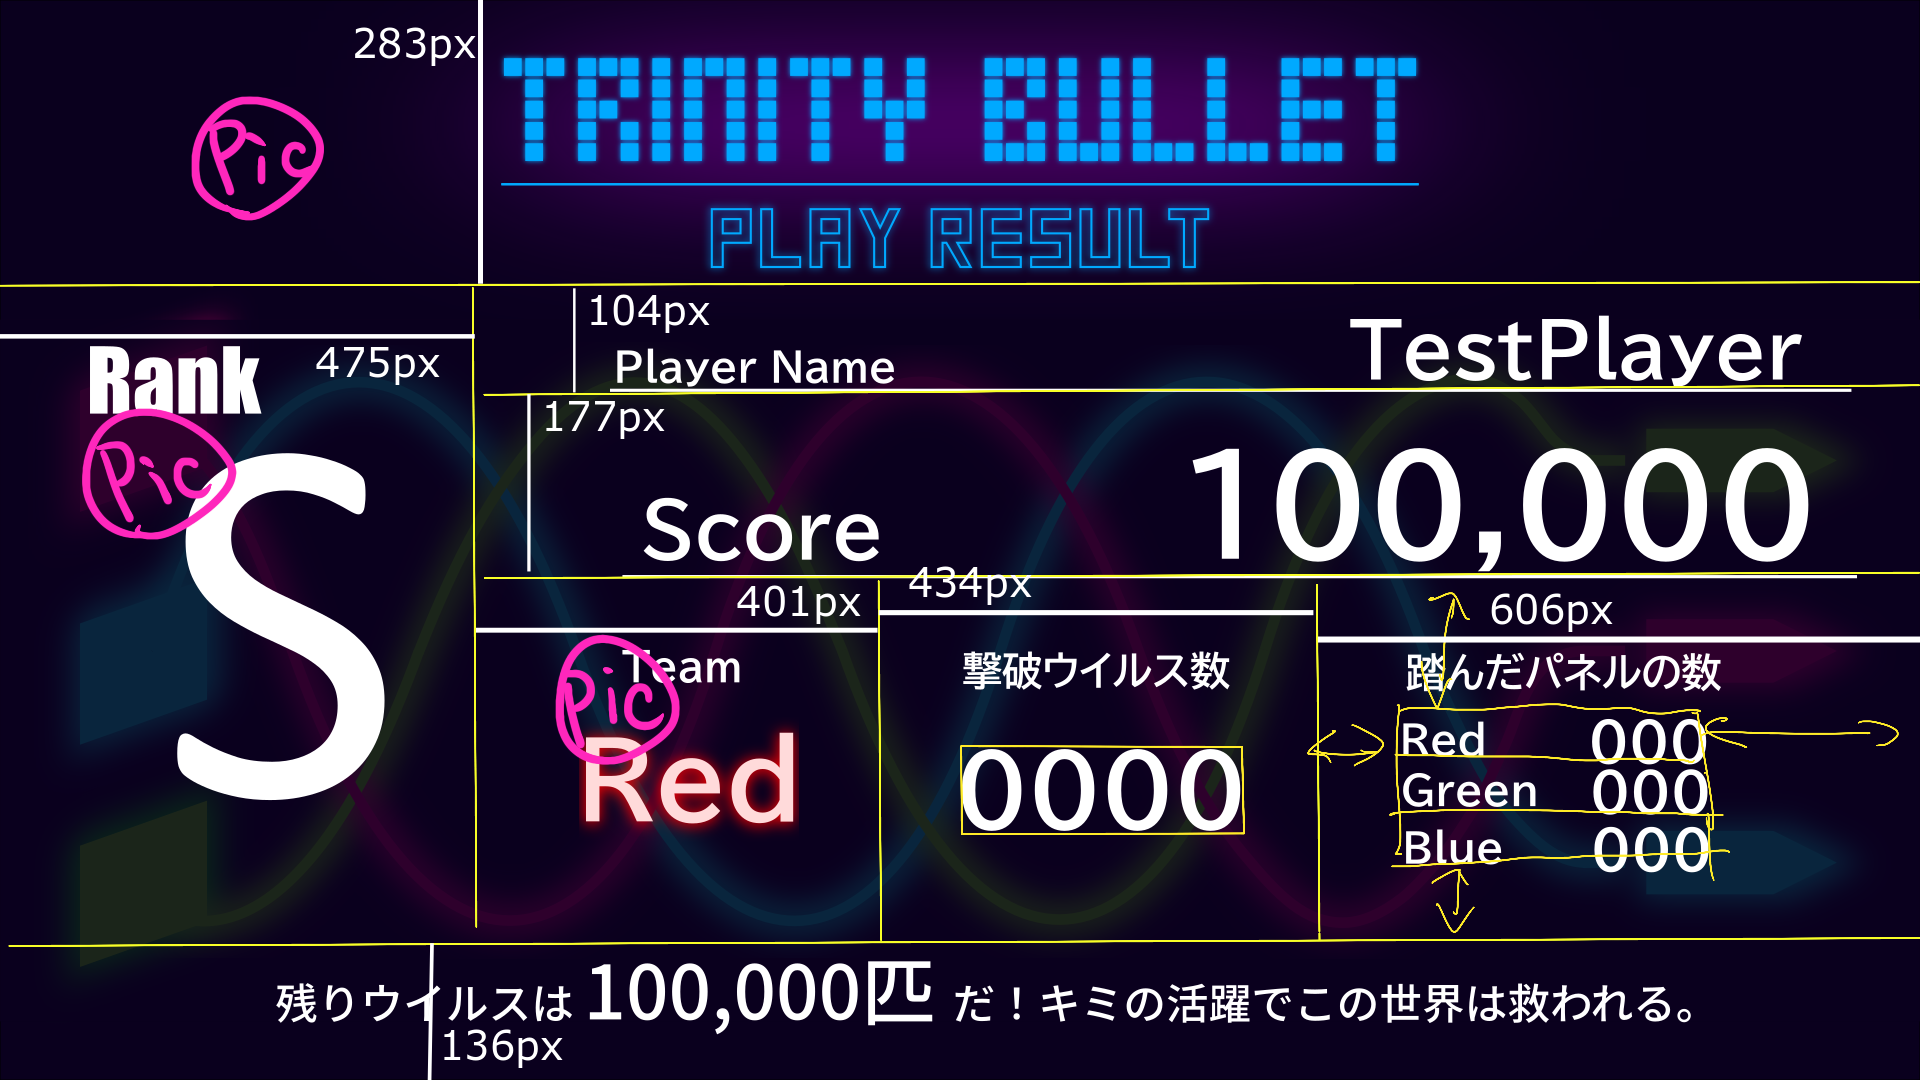 283px
TRINITY BULLET
Pic
PLAY RESULT
104px
Player Name TestPlayer
Rank 475px
177px
Pic
S
Score 100,000
401px 434px 606px
Team 撃破ウイルス数 踏んだパネルの数
Pic
Red 0000
Red 000
Green 000
Blue 000
残りウイルスは 100,000匹 だ！キミの活躍でこの世界は救われる。
136px